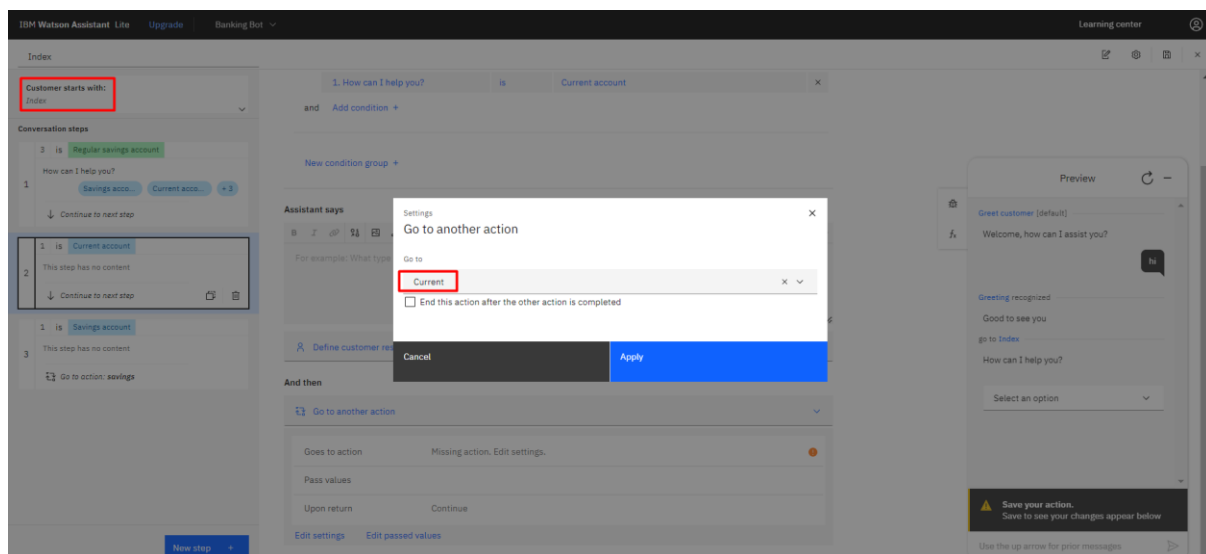 IBM Watson Assistant Lite Upgrade Banking Bot Learning center
Index
Customer starts with:
Index
Conversation steps
3 is Regular savings account
How can I help you?
1
Savings acco... Current acco... + 3
Continue to next step
1 is Current account
This step has no content
2
Continue to next step
1 is Savings account
This step has no content
3
Go to action: savings
New step +
1. How can I help you? is Current account
and Add condition +
New condition group +
Assistant says
B I
For example: What type
Define customer res
And then
Go to another action
Goes to action Missing action. Edit settings.
Pass values
Upon return Continue
Edit settings Edit passed values
Settings
Go to another action
Go to
Current
End this action after the other action is completed
Cancel Apply
Preview
Greet customer [default]
Welcome, how can I assist you?
hi
Greeting recognized
Good to see you
go to Index
How can I help you?
Select an option
Save your action.
Save to see your changes appear below
Use the up arrow for prior messages